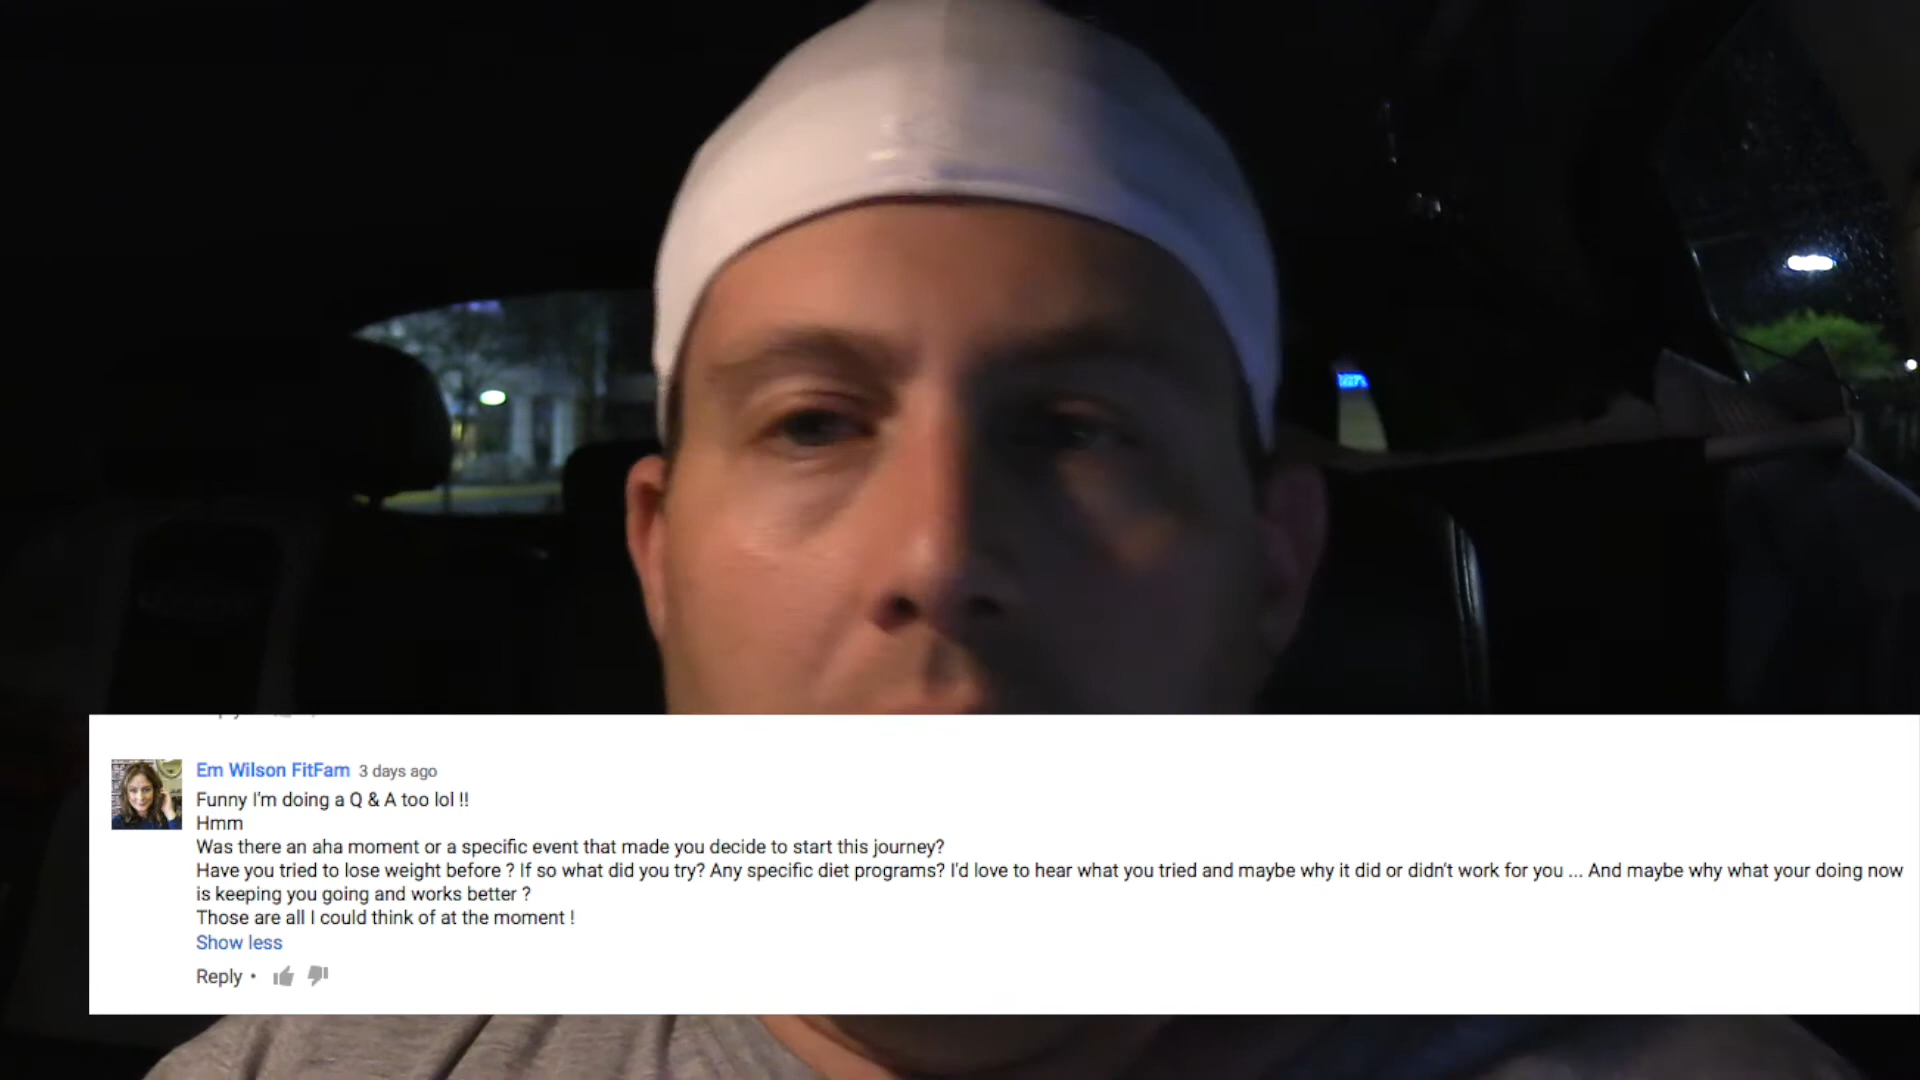 Em Wilson FitFam 3 days ago
Funny I'm doing a Q & A too lol !!
Hmm
Was there an aha moment or a specific event that made you decide to start this journey?
Have you tried to lose weight before ? If so what did you try? Any specific diet programs? I'd love to hear what you tried and maybe why it did or didn't work for you ... And maybe why what your doing now
is keeping you going and works better ?
Those are all I could think of at the moment !
Show less
Reply •